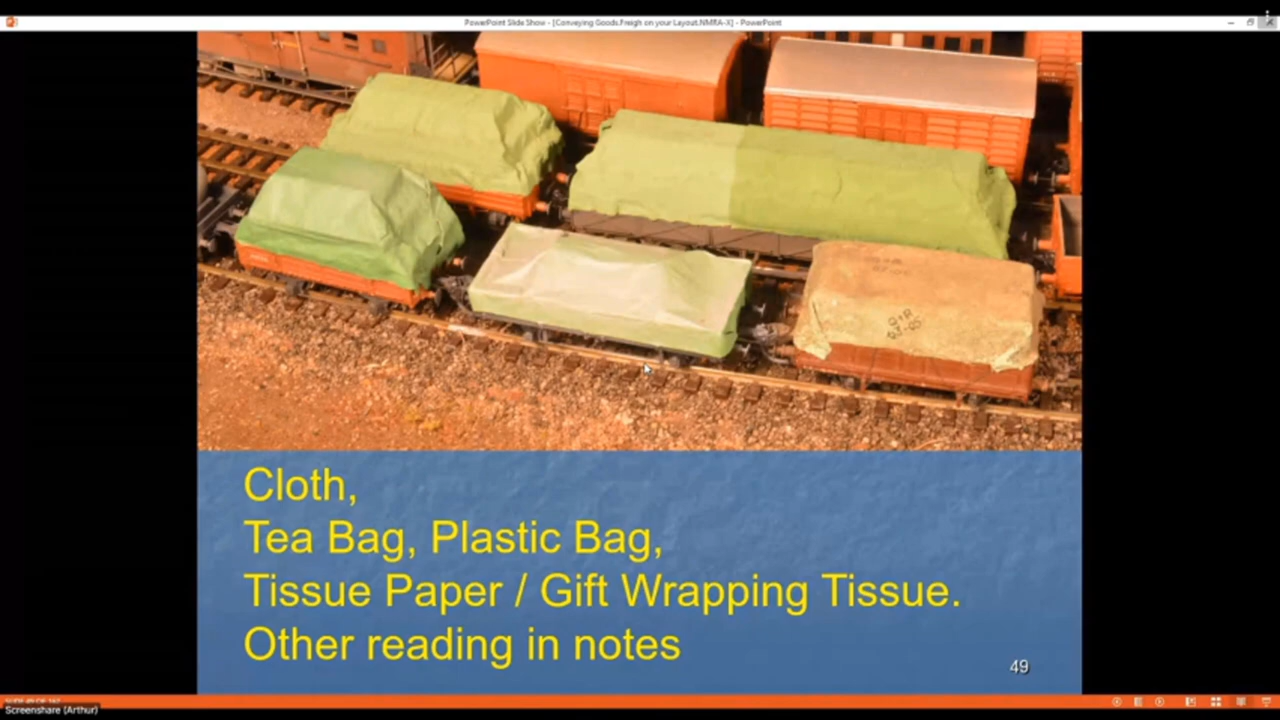 PowerPoint Slide Show - [Conveying Goods.Freigh on your Layout.NMRA-X] - PowerPoint
Cloth,
Tea Bag, Plastic Bag,
Tissue Paper / Gift Wrapping Tissue.
Other reading in notes
49
Screenshare (Arthur)